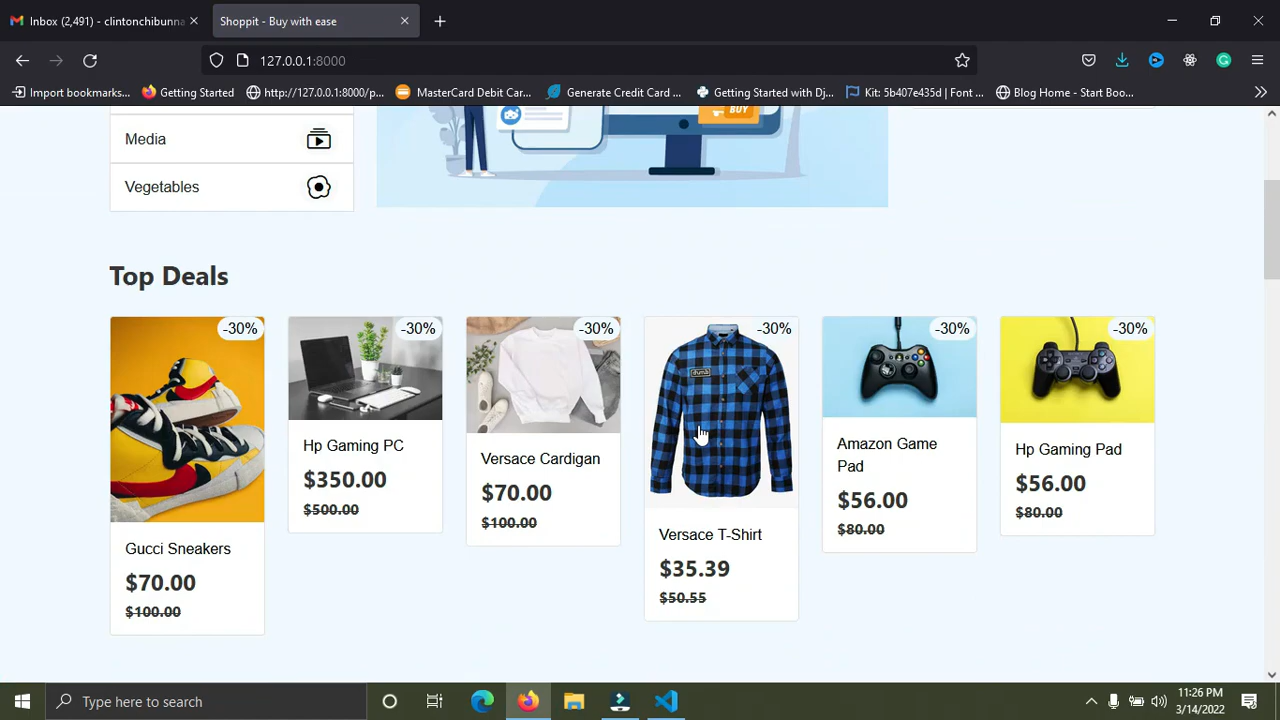 Inbox (2,491) - clintonchibunna
Shoppit - Buy with ease
127.0.0.1:8000
Import bookmarks...
Getting Started
http://127.0.0.1:8000/p...
MasterCard Debit Car...
Generate Credit Card ...
Getting Started with Dj...
Kit: 5b407e435d | Font ...
Blog Home - Start Boo...
Media
Vegetables
BUY
Top Deals
-30%
Gucci Sneakers
$70.00
$100.00
-30%
Hp Gaming PC
$350.00
$500.00
-30%
Versace Cardigan
$70.00
$100.00
-30%
Versace T-Shirt
$35.39
$50.55
-30%
Amazon Game
Pad
$56.00
$80.00
-30%
Hp Gaming Pad
$56.00
$80.00
Type here to search
11:26 PM
3/14/2022